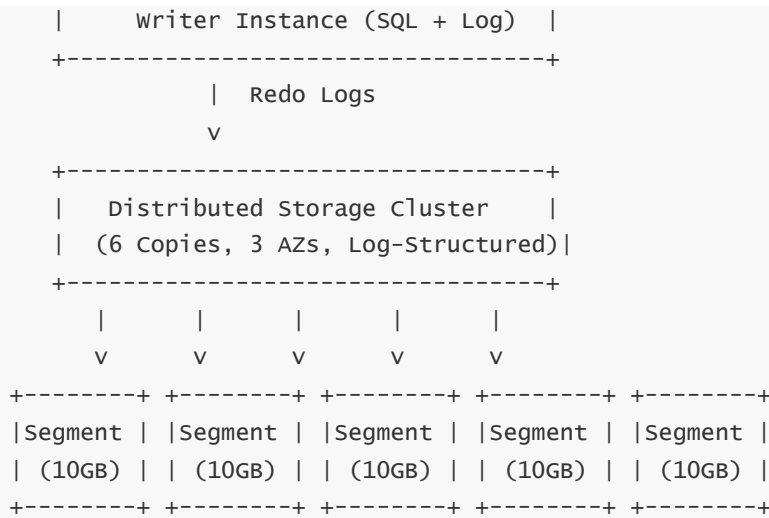 |     Writer Instance (SQL + Log)  |
+----------------------------------+
           |  Redo Logs
           v
+----------------------------------+
|   Distributed Storage Cluster    |
|  (6 Copies, 3 AZs, Log-Structured)|
+----------------------------------+
   |      |      |      |      |
   v      v      v      v      v
+--------+ +--------+ +--------+ +--------+ +--------+
|Segment | |Segment | |Segment | |Segment | |Segment |
| (10GB) | | (10GB) | | (10GB) | | (10GB) | | (10GB) |
+--------+ +--------+ +--------+ +--------+ +--------+